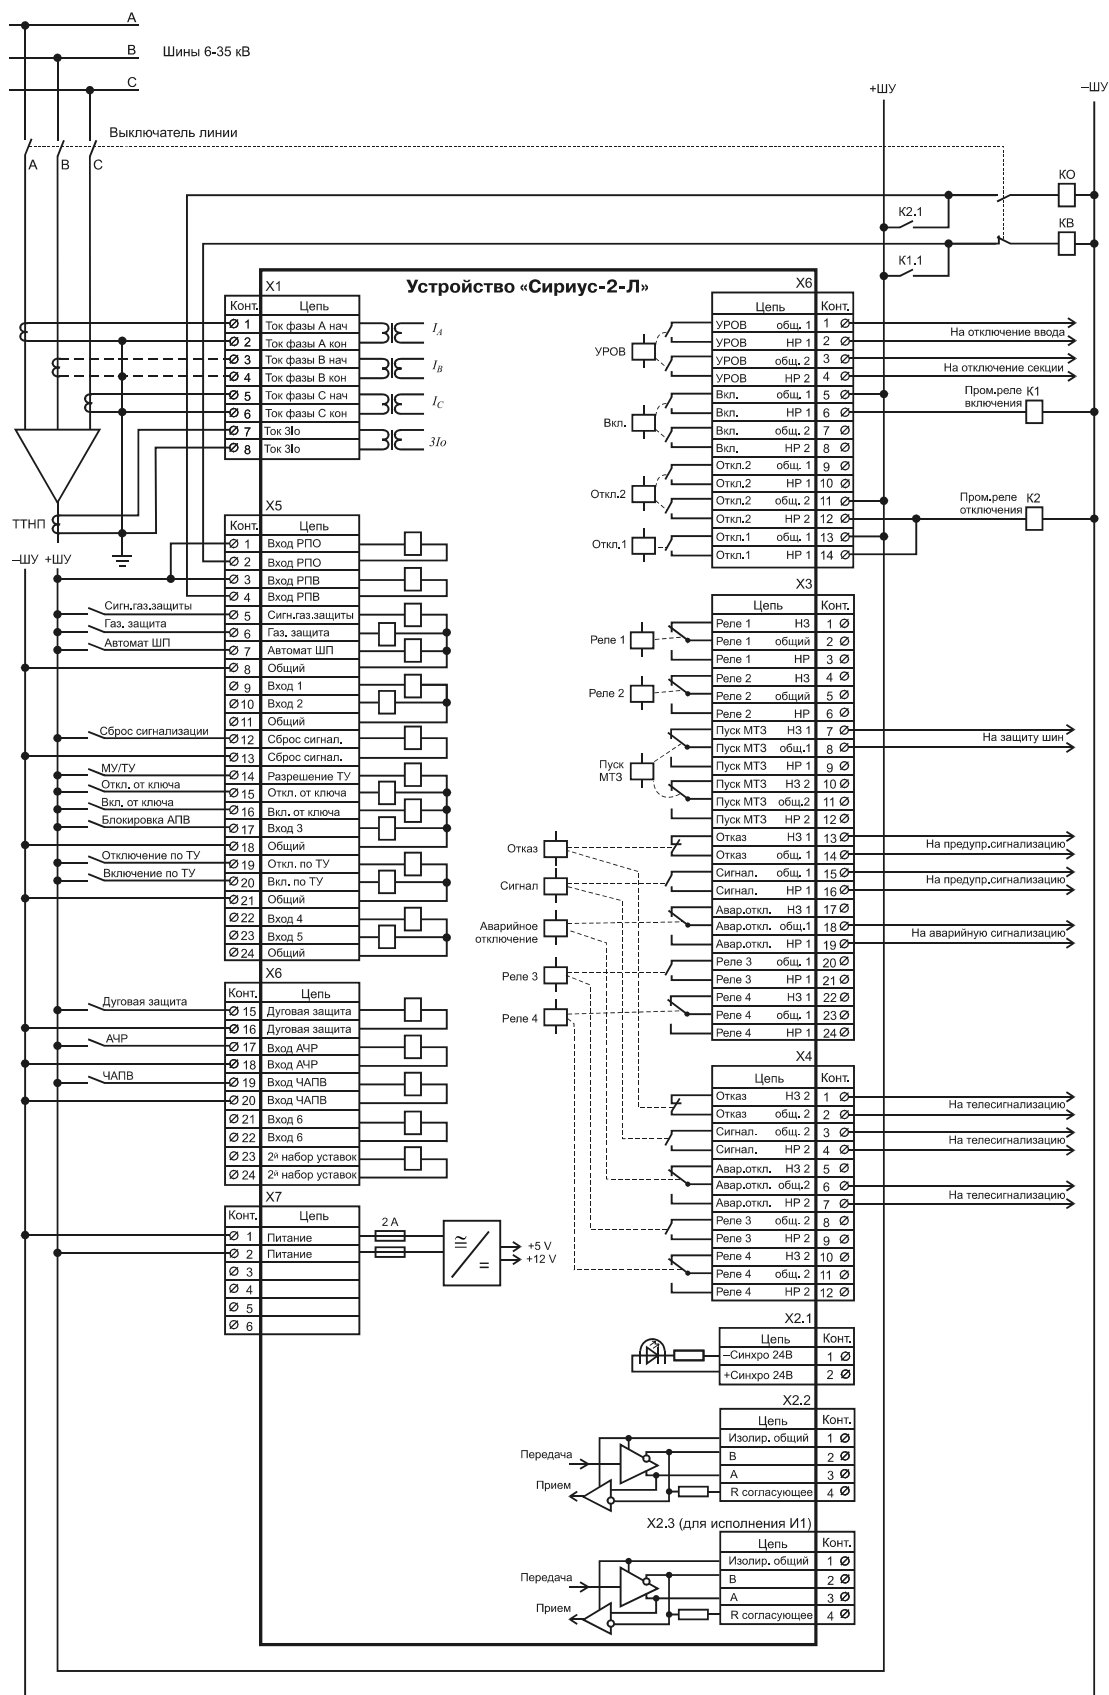 А
В Шины 6-35 кВ
С
+ШУ
–ШУ
Выключатель линии
А В С
КО
К2.1
КВ
К1.1
Устройство «Сириус-2-Л»
X1
Конт. Цепь
1 Ток фазы А нач
2 Ток фазы А кон
3 Ток фазы В нач
4 Ток фазы В кон
5 Ток фазы С нач
6 Ток фазы С кон
7 Ток 3Io
8 Ток 3Io
IA
IB
IC
3Io
ТТНП
–ШУ +ШУ
X5
Конт. Цепь
1 Вход РПО
2 Вход РПО
3 Вход РПВ
4 Вход РПВ
Сигн.газ.защиты
5 Сигн.газ.защиты
Газ. защита
6 Газ. защита
Автомат ШП
7 Автомат ШП
8 Общий
9 Вход 1
10 Вход 2
11 Общий
Сброс сигнализации
12 Сброс сигнал.
13 Сброс сигнал.
МУ/ТУ
14 Разрешение ТУ
Откл. от ключа
15 Откл. от ключа
Вкл. от ключа
16 Вкл. от ключа
Блокировка АПВ
17 Вход 3
18 Общий
Отключение по ТУ
19 Откл. по ТУ
Включение по ТУ
20 Вкл. по ТУ
21 Общий
22 Вход 4
23 Вход 5
24 Общий
X6
Конт. Цепь
Дуговая защита
15 Дуговая защита
16 Дуговая защита
АЧР
17 Вход АЧР
18 Вход АЧР
ЧАПВ
19 Вход ЧАПВ
20 Вход ЧАПВ
21 Вход 6
22 Вход 6
23 2й набор уставок
24 2й набор уставок
X7
Конт. Цепь
1 Питание
2 Питание
3
4
5
6
2 А
≅
=
+5 V
+12 V
X6
Цепь Конт.
УРОВ общ. 1 1
УРОВ НР 1 2
УРОВ общ. 2 3
УРОВ НР 2 4
Вкл. общ. 1 5
Вкл. НР 1 6
Вкл. общ. 2 7
Вкл. НР 2 8
Откл.2 общ. 1 9
Откл.2 НР 1 10
Откл.2 общ. 2 11
Откл.2 НР 2 12
Откл.1 общ. 1 13
Откл.1 НР 1 14
УРОВ
Вкл.
Откл.2
Откл.1
На отключение ввода
На отключение секции
Пром.реле К1
включения
Пром.реле К2
отключения
X3
Цепь Конт.
Реле 1 НЗ 1
Реле 1 общий 2
Реле 1 НР 3
Реле 2 НЗ 4
Реле 2 общий 5
Реле 2 НР 6
Пуск МТЗ НЗ 1 7
Пуск МТЗ общ.1 8
Пуск МТЗ НР 1 9
Пуск МТЗ НЗ 2 10
Пуск МТЗ общ.2 11
Пуск МТЗ НР 2 12
Отказ НЗ 1 13
Отказ общ. 1 14
Сигнал. общ. 1 15
Сигнал. НР 1 16
Авар.откл. НЗ 1 17
Авар.откл. общ.1 18
Авар.откл. НР 1 19
Реле 3 общ. 1 20
Реле 3 НР 1 21
Реле 4 НЗ 1 22
Реле 4 общ. 1 23
Реле 4 НР 1 24
Реле 1
Реле 2
Пуск
МТЗ
Отказ
Сигнал
Аварийное
отключение
Реле 3
Реле 4
На защиту шин
На предупр.сигнализацию
На предупр.сигнализацию
На аварийную сигнализацию
X4
Цепь Конт.
Отказ НЗ 2 1
Отказ общ. 2 2
Сигнал. общ. 2 3
Сигнал. НР 2 4
Авар.откл. НЗ 2 5
Авар.откл. общ.2 6
Авар.откл. НР 2 7
Реле 3 общ. 2 8
Реле 3 НР 2 9
Реле 4 НЗ 2 10
Реле 4 общ. 2 11
Реле 4 НР 2 12
На телесигнализацию
На телесигнализацию
На телесигнализацию
X2.1
Цепь Конт.
–Синхро 24В 1
+Синхро 24В 2
X2.2
Цепь Конт.
Изолир. общий 1
В 2
А 3
R согласующее 4
Передача
Прием
X2.3 (для исполнения И1)
Цепь Конт.
Изолир. общий 1
В 2
А 3
R согласующее 4
Передача
Прием